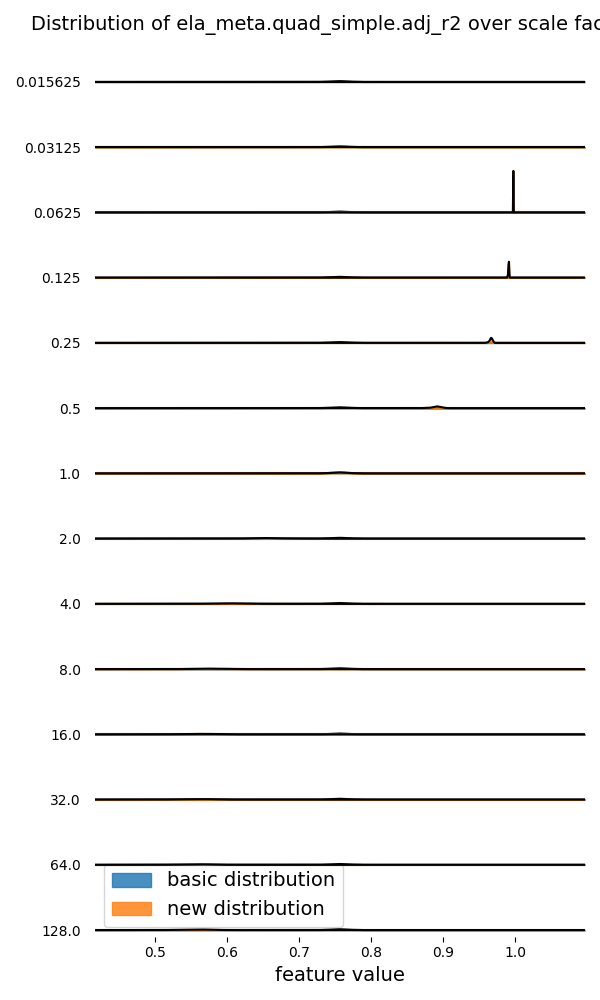 Distribution of ela_meta.quad_simple.adj_r2 over scale fac
0.015625
0.03125
0.0625
0.125
0.25
0.5
1.0
2.0
4.0
8.0
16.0
32.0
64.0
basic distribution
new distribution
128.0
0.5 0.6 0.7 0.8 0.9 1.0
feature value